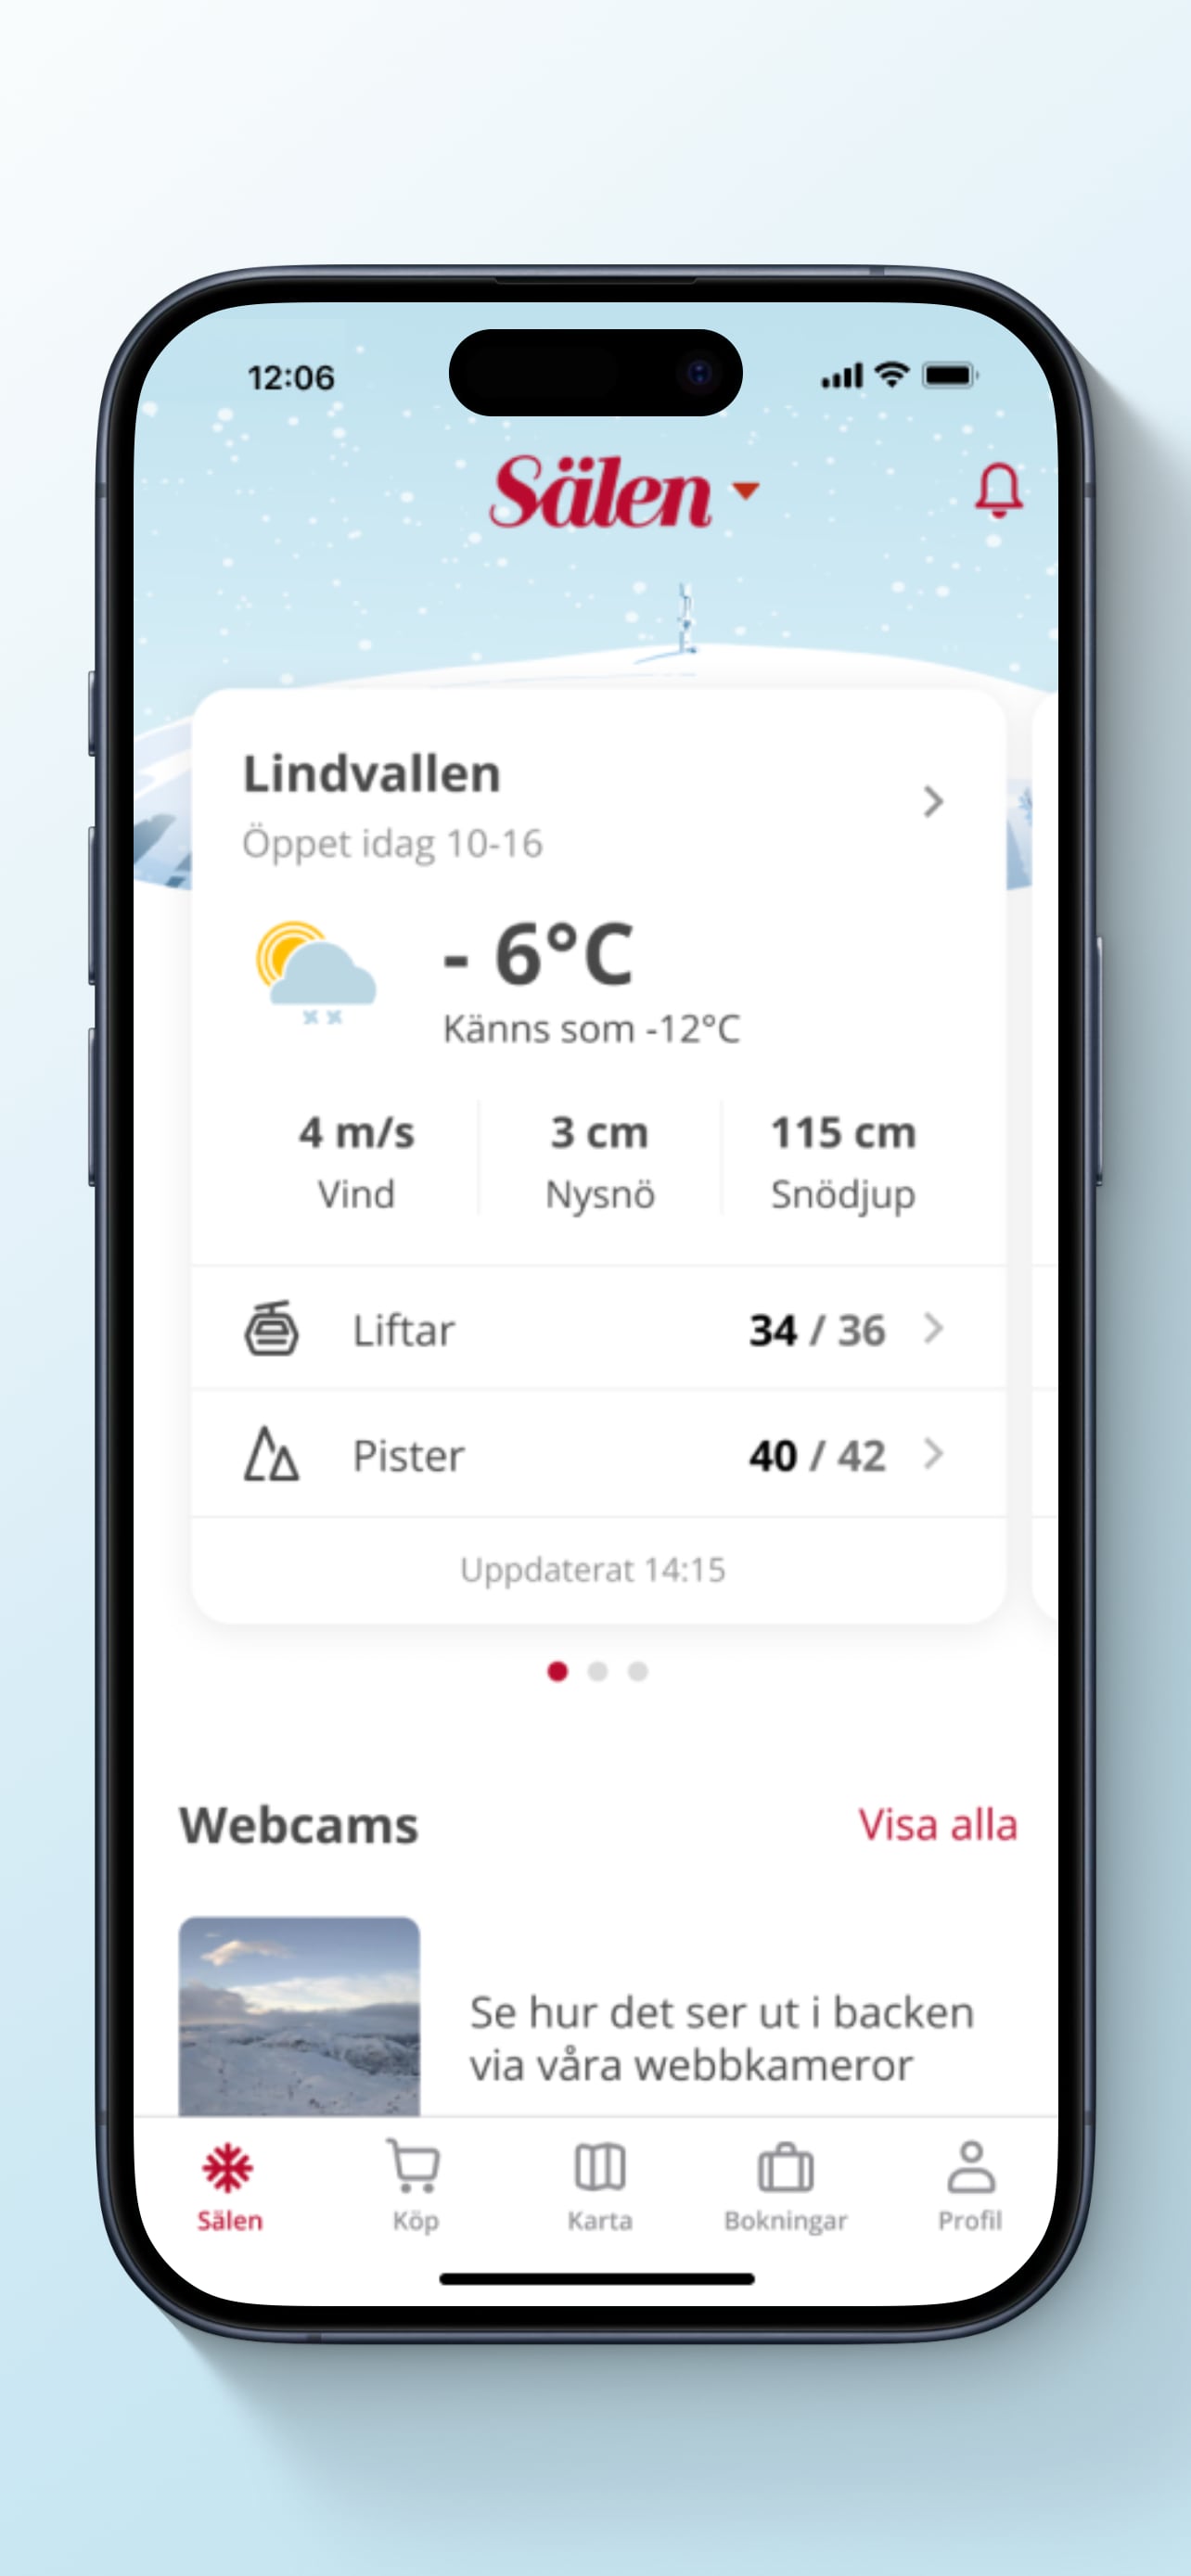 12:06
Sälen
Lindvallen
Öppet idag 10-16
- 6°C
Känns som -12°C
4 m/s
Vind
3 cm
Nysnö
115 cm
Snödjup
Liftar 34 / 36
Pister 40 / 42
Uppdaterat 14:15
Webcams Visa alla
Se hur det ser ut i backen
via våra webbkameror
Sälen Köp Karta Bokningar Profil